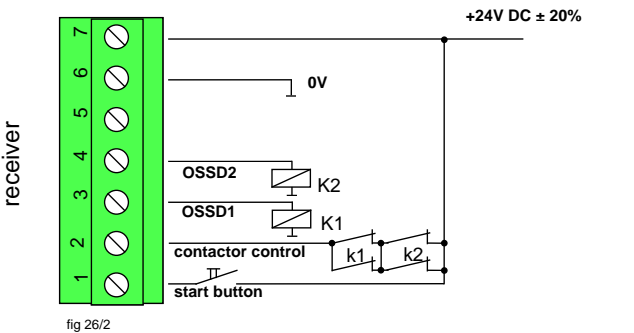 +24V DC ± 20%
7
6
0V
5
receiver
4
OSSD2
K2
3
OSSD1
K1
2
contactor control
k1
k2
1
start button
fig 26/2